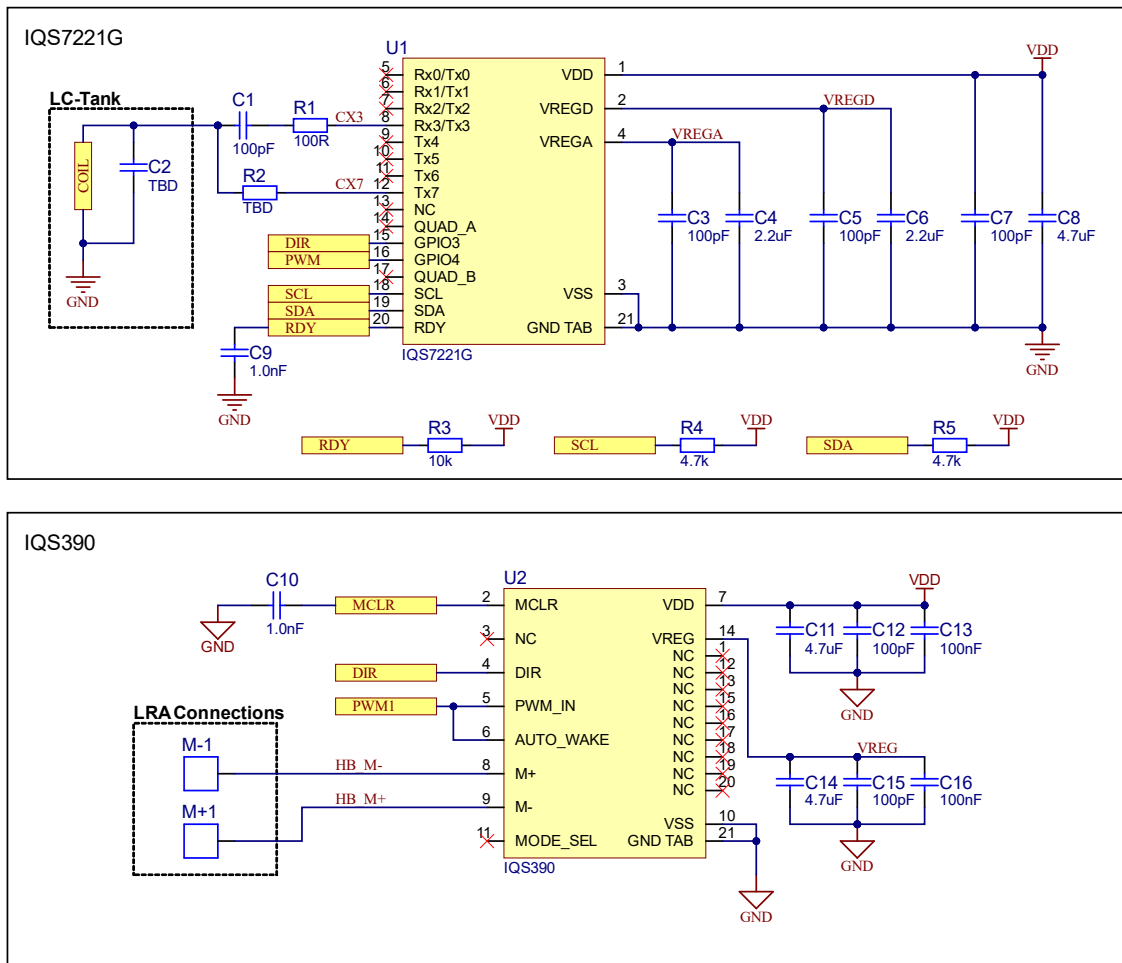 IQS7221G
U1
LC-Tank
COIL
C2
TBD
GND
C1
100pF
R1
100R
CX3
R2
TBD
CX7
5 Rx0/Tx0
6 Rx1/Tx1
7 Rx2/Tx2
8 Rx3/Tx3
9 Tx4
10 Tx5
11 Tx6
12 Tx7
13 NC
14 QUAD_A
DIR 15 GPIO3
PWM 16 GPIO4
17 QUAD_B
SCL 18 SCL
SDA 19 SDA
RDY 20 RDY
VDD 1
VREGD 2
VREGA 4
VSS 3
GND TAB 21
IQS7221G
C9
1.0nF
GND
VREGD
VREGA
VDD
C3
100pF
C4
2.2uF
C5
100pF
C6
2.2uF
C7
100pF
C8
4.7uF
GND
RDY
R3
10k
VDD
SCL
R4
4.7k
VDD
SDA
R5
4.7k
VDD
IQS390
U2
C10
1.0nF
GND
MCLR 2 MCLR
3 NC
DIR 4 DIR
PWM1 5 PWM_IN
6 AUTO_WAKE
HB_M- 8 M+
HB_M+ 9 M-
11 MODE_SEL
LRA Connections
M-1
M+1
VDD 7
VREG 14
NC 1
NC 12
NC 13
NC 15
NC 16
NC 17
NC 18
NC 19
NC 20
VSS 10
GND TAB 21
IQS390
GND
VDD
C11
4.7uF
C12
100pF
C13
100nF
GND
VREG
C14
4.7uF
C15
100pF
C16
100nF
GND